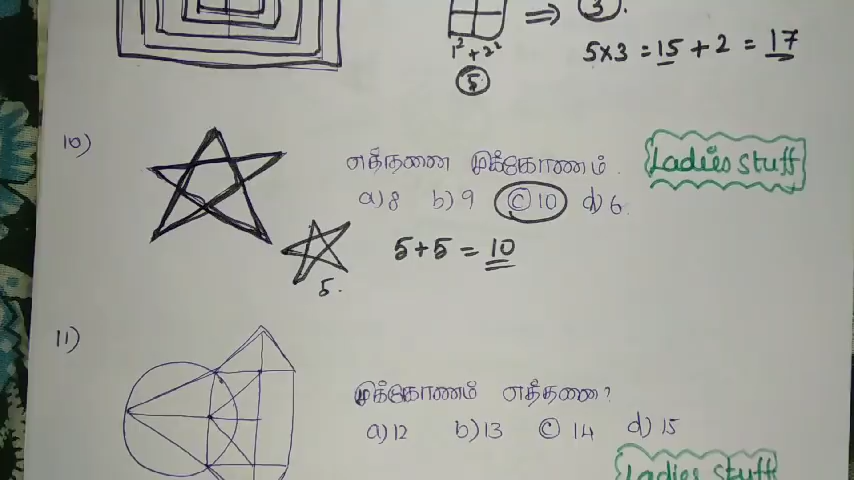 3.
1² + 2²
5
5x3 = 15 + 2 = 17
10)
எத்தனை முக்கோணம்.
Ladies stuff
a) 8 b) 9 c) 10 d) 6.
5 + 5 = 10
5.
11)
முக்கோணம் எத்தனை?
a) 12 b) 13 c) 14 d) 15
Ladies stuff